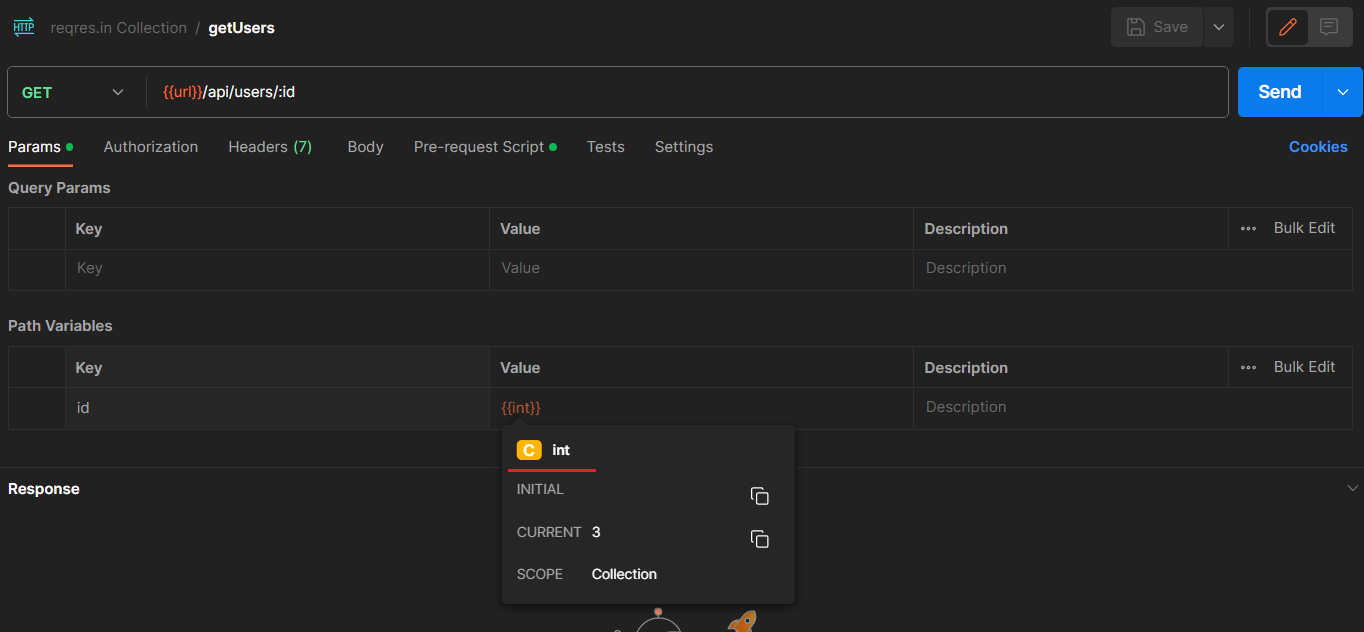 HTTP reqres.in Collection / getUsers Save
GET {{url}}/api/users/:id Send
Params Authorization Headers (7) Body Pre-request Script Tests Settings Cookies
Query Params
Key Value Description Bulk Edit
Key Value Description
Path Variables
Key Value Description Bulk Edit
id {{int}} Description
C int
INITIAL
CURRENT 3
SCOPE Collection
Response